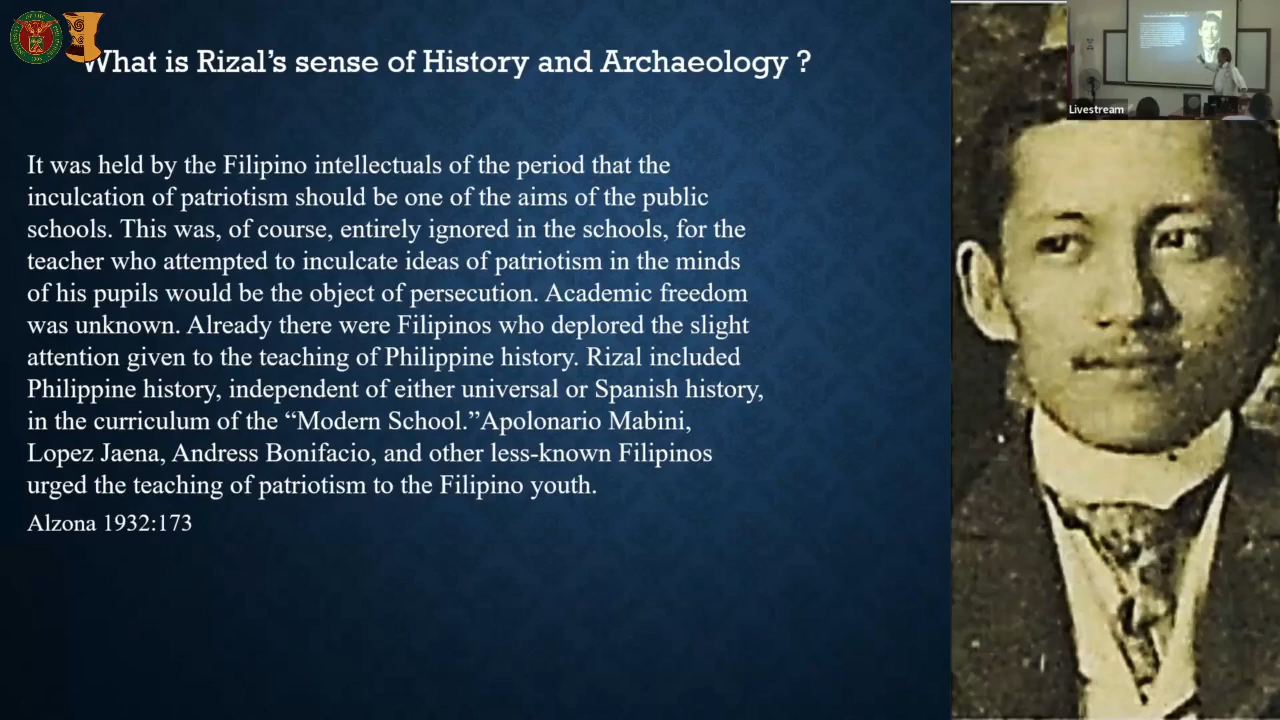 What is Rizal's sense of History and Archaeology ?
Livestream
It was held by the Filipino intellectuals of the period that the
inculcation of patriotism should be one of the aims of the public
schools. This was, of course, entirely ignored in the schools, for the
teacher who attempted to inculcate ideas of patriotism in the minds
of his pupils would be the object of persecution. Academic freedom
was unknown. Already there were Filipinos who deplored the slight
attention given to the teaching of Philippine history. Rizal included
Philippine history, independent of either universal or Spanish history,
in the curriculum of the “Modern School.”Apolonario Mabini,
Lopez Jaena, Andress Bonifacio, and other less-known Filipinos
urged the teaching of patriotism to the Filipino youth.
Alzona 1932:173